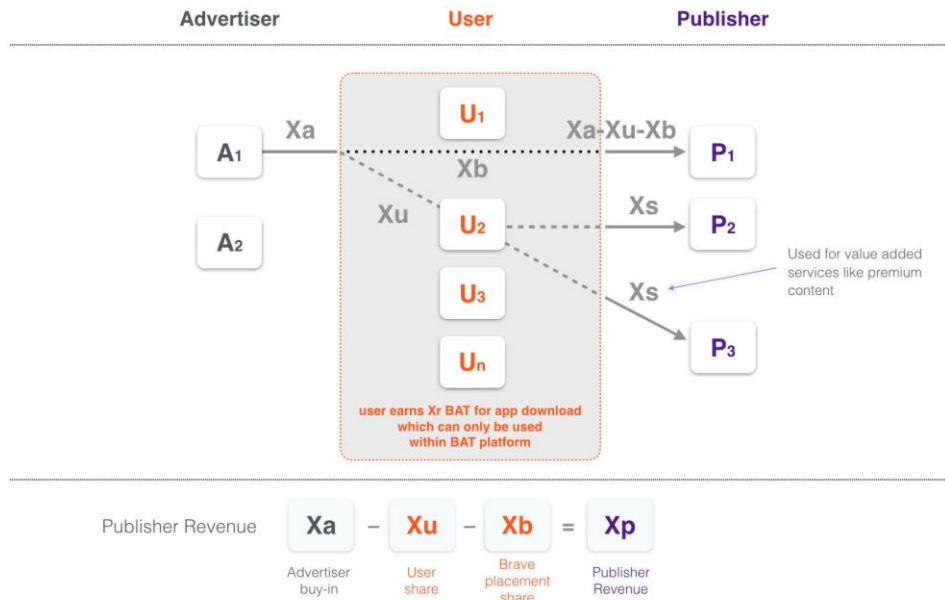 Advertiser
User
Publisher
U1
Xa
Xa-Xu-Xb
A1
P1
Xb
Xu
U2
Xs
P2
A2
Used for value added
services like premium
content
U3
Xs
P3
Un
user earns Xr BAT for app download
which can only be used
within BAT platform
Publisher Revenue
Xa
–
Xu
–
Xb
=
Xp
Advertiser
buy-in
User
share
Brave
placement
share
Publisher
Revenue